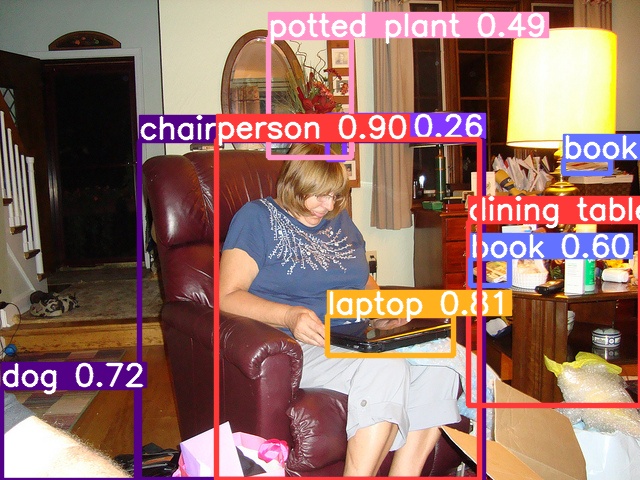 potted plant 0.49
chair
person 0.90
0.26
book
dining table
book 0.60
laptop 0.81
dog 0.72